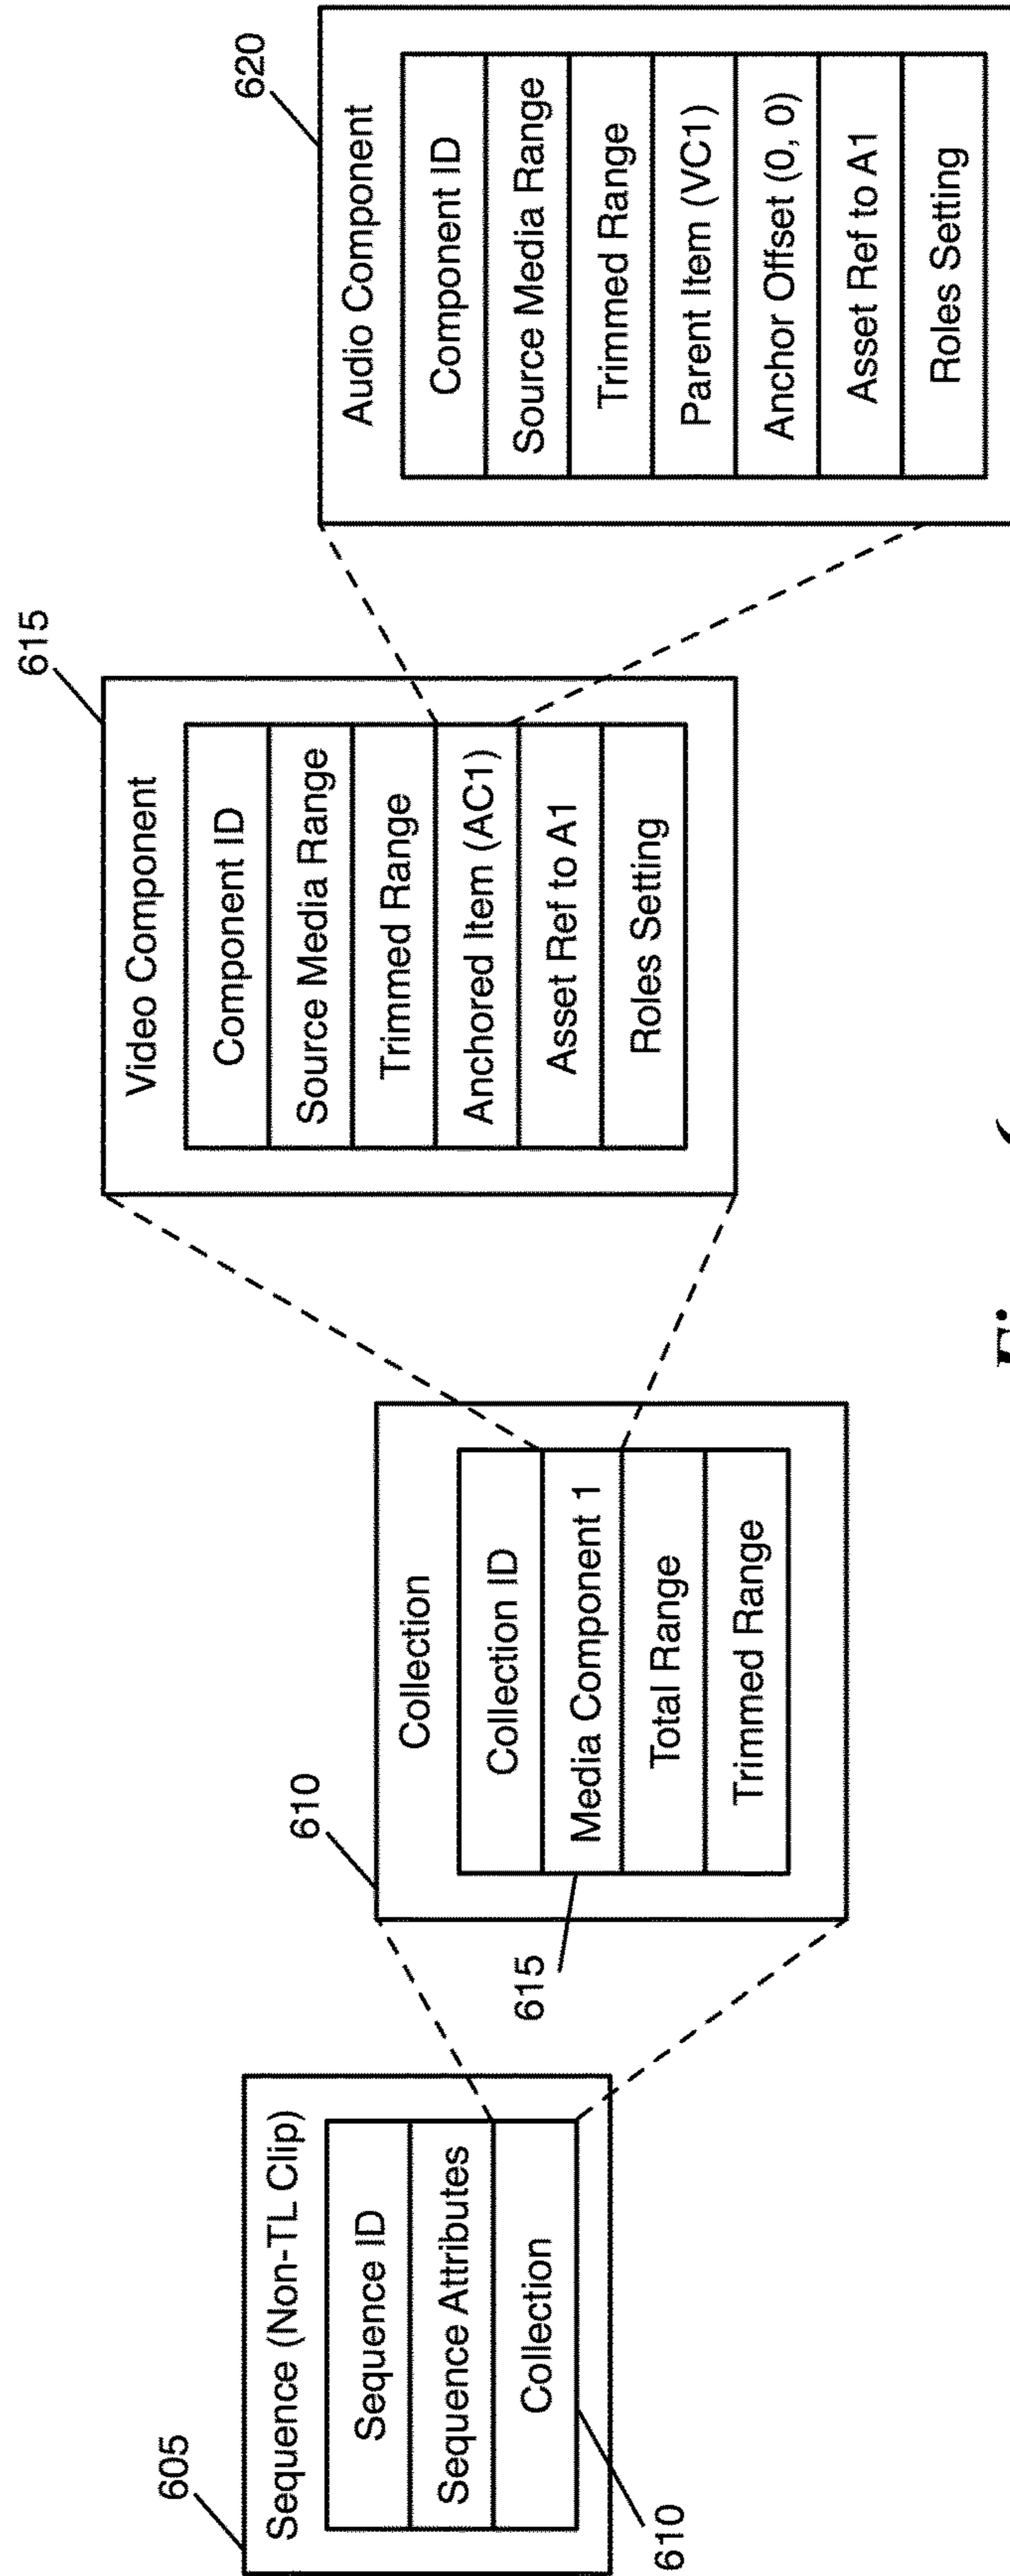 605
Sequence (Non-TL Clip)
Sequence ID
Sequence Attributes
Collection
610
610
Collection
Collection ID
Media Component 1
Total Range
Trimmed Range
615
615
Video Component
Component ID
Source Media Range
Trimmed Range
Anchored Item (AC1)
Asset Ref to A1
Roles Setting
620
Audio Component
Component ID
Source Media Range
Trimmed Range
Parent Item (VC1)
Anchor Offset (0, 0)
Asset Ref to A1
Roles Setting